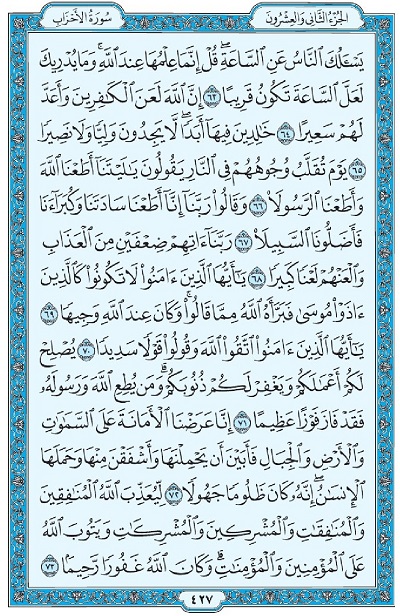 الجزء الثاني والعشرون
سورة الأحزاب
يَسْـَٔلُكَ ٱلنَّاسُ عَنِ ٱلسَّاعَةِ ۖ قُلْ إِنَّمَا عِلْمُهَا عِندَ ٱللَّهِ ۚ وَمَا يُدْرِيكَ
لَعَلَّ ٱلسَّاعَةَ تَكُونُ قَرِيبًا ٦٣ إِنَّ ٱللَّهَ لَعَنَ ٱلْكَـٰفِرِينَ وَأَعَدَّ
لَهُمْ سَعِيرًا ٦٤ خَـٰلِدِينَ فِيهَآ أَبَدًا ۖ لَّا يَجِدُونَ وَلِيًّا وَلَا نَصِيرًا
٦٥ يَوْمَ تُقَلَّبُ وُجُوهُهُمْ فِى ٱلنَّارِ يَقُولُونَ يَـٰلَيْتَنَآ أَطَعْنَا ٱللَّهَ
وَأَطَعْنَا ٱلرَّسُولَا۠ ٦٦ وَقَالُوا۟ رَبَّنَآ إِنَّآ أَطَعْنَا سَادَتَنَا وَكُبَرَآءَنَا
فَأَضَلُّونَا ٱلسَّبِيلَا۠ ٦٧ رَبَّنَآ ءَاتِهِمْ ضِعْفَيْنِ مِنَ ٱلْعَذَابِ
وَٱلْعَنْهُمْ لَعْنًا كَبِيرًا ٦٨ يَـٰٓأَيُّهَا ٱلَّذِينَ ءَامَنُوا۟ لَا تَكُونُوا۟ كَٱلَّذِينَ
ءَاذَوْا۟ مُوسَىٰ فَبَرَّأَهُ ٱللَّهُ مِمَّا قَالُوا۟ ۚ وَكَانَ عِندَ ٱللَّهِ وَجِيهًا ٦٩
يَـٰٓأَيُّهَا ٱلَّذِينَ ءَامَنُوا۟ ٱتَّقُوا۟ ٱللَّهَ وَقُولُوا۟ قَوْلًا سَدِيدًا ٧٠ يُصْلِحْ
لَكُمْ أَعْمَـٰلَكُمْ وَيَغْفِرْ لَكُمْ ذُنُوبَكُمْ ۗ وَمَن يُطِعِ ٱللَّهَ وَرَسُولَهُۥ
فَقَدْ فَازَ فَوْزًا عَظِيمًا ٧١ إِنَّا عَرَضْنَا ٱلْأَمَانَةَ عَلَى ٱلسَّمَـٰوَٰتِ
وَٱلْأَرْضِ وَٱلْجِبَالِ فَأَبَيْنَ أَن يَحْمِلْنَهَا وَأَشْفَقْنَ مِنْهَا وَحَمَلَهَا
ٱلْإِنسَـٰنُ ۖ إِنَّهُۥ كَانَ ظَلُومًا جَهُولًا ٧٢ لِّيُعَذِّبَ ٱللَّهُ ٱلْمُنَـٰفِقِينَ
وَٱلْمُنَـٰفِقَـٰتِ وَٱلْمُشْرِكِينَ وَٱلْمُشْرِكَـٰتِ وَيَتُوبَ ٱللَّهُ
عَلَى ٱلْمُؤْمِنِينَ وَٱلْمُؤْمِنَـٰتِ ۗ وَكَانَ ٱللَّهُ غَفُورًا رَّحِيمًۢا ٧٣
٤٢٧